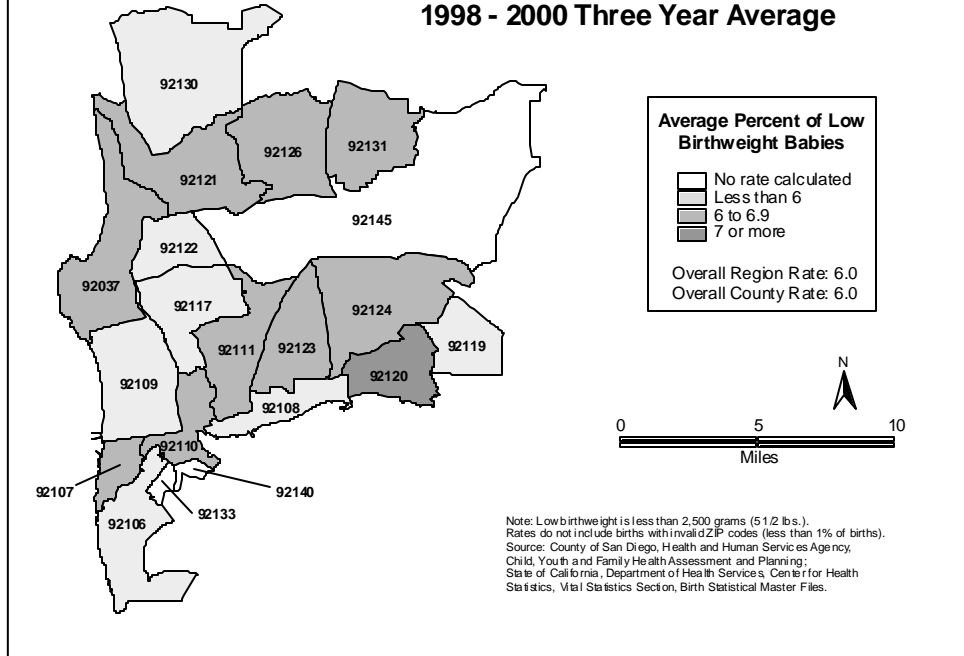 1998 - 2000 Three Year Average
92130
92131
92126
92121
92145
92122
92037
92117
92124
92111
92123
92119
92120
92109
92108
92110
92107
92140
92133
92106
Average Percent of Low
Birthweight Babies
No rate calculated
Less than 6
6 to 6.9
7 or more
Overall Region Rate: 6.0
Overall County Rate: 6.0
N
0 5 10
Miles
Note: Low birthweight is less than 2,500 grams (5 1/2 lbs.).
Rates do not include births with invalid ZIP codes (less than 1% of births).
Source: County of San Diego, Health and Human Services Agency,
Child, Youth and Family Health Assessment and Planning;
State of California, Department of Health Services, Center for Health
Statistics, Vital Statistics Section, Birth Statistical Master Files.